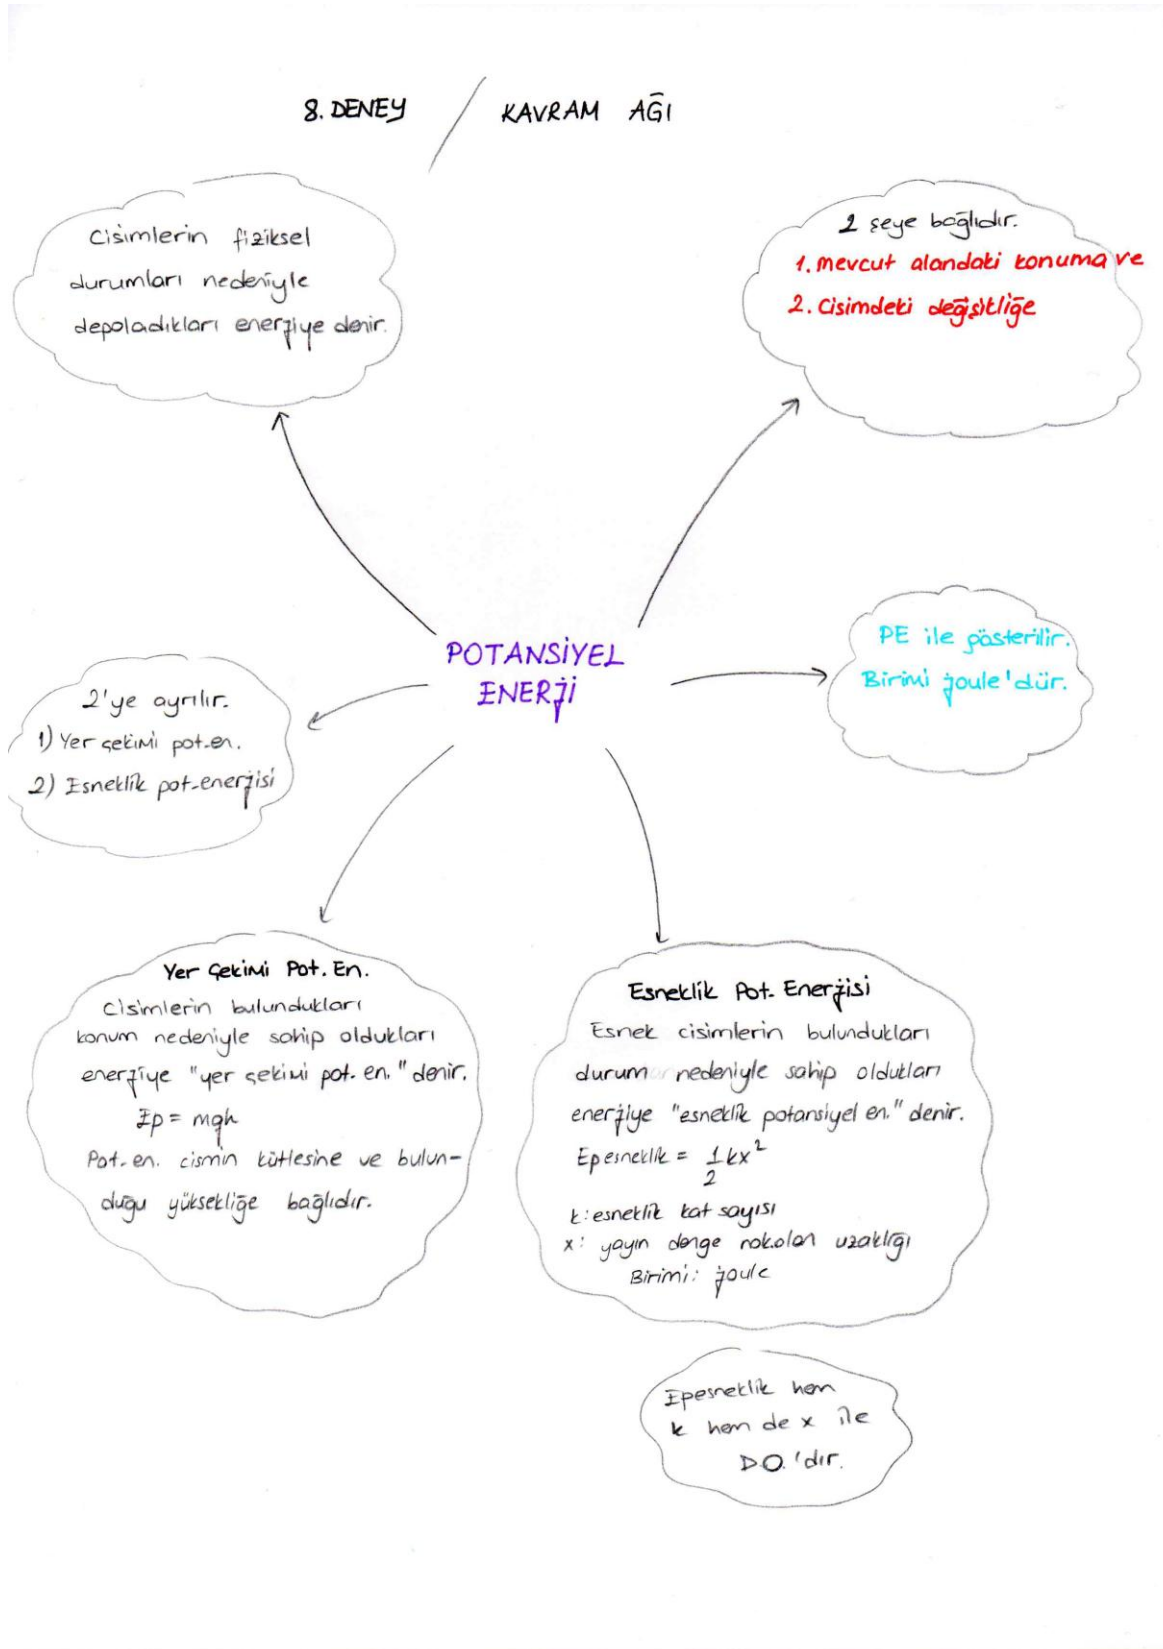 8. DENEY / KAVRAM AĞI
Cisimlerin fiziksel
durumları nedeniyle
depoladıkları enerjiye denir.
2 şeye bağlıdır.
1. mevcut alandaki konuma ve
2. Cisimdeki değişikliğe
POTANSİYEL
ENERJİ
PE ile gösterilir.
Birimi joule'dür.
2'ye ayrılır.
1) Yer çekimi pot.en.
2) Esneklik pot.enerjisi
Yer Çekimi Pot. En.
Cisimlerin bulundukları
konum nedeniyle sahip oldukları
enerjiye "yer çekimi pot. en." denir.
Ep = mgh
Pot. en. cismin kütlesine ve bulun-
duğu yüksekliğe bağlıdır.
Esneklik Pot. Enerjisi
Esnek cisimlerin bulundukları
durum nedeniyle sahip oldukları
enerjiye "esneklik potansiyel en." denir.
Epesneklik = 1/2 kx²
k: esneklik kat sayısı
x: yayın denge nok.olan uzaklığı
Birimi: joule
Epesneklik hem
k hem de x ile
D.O.'dır.